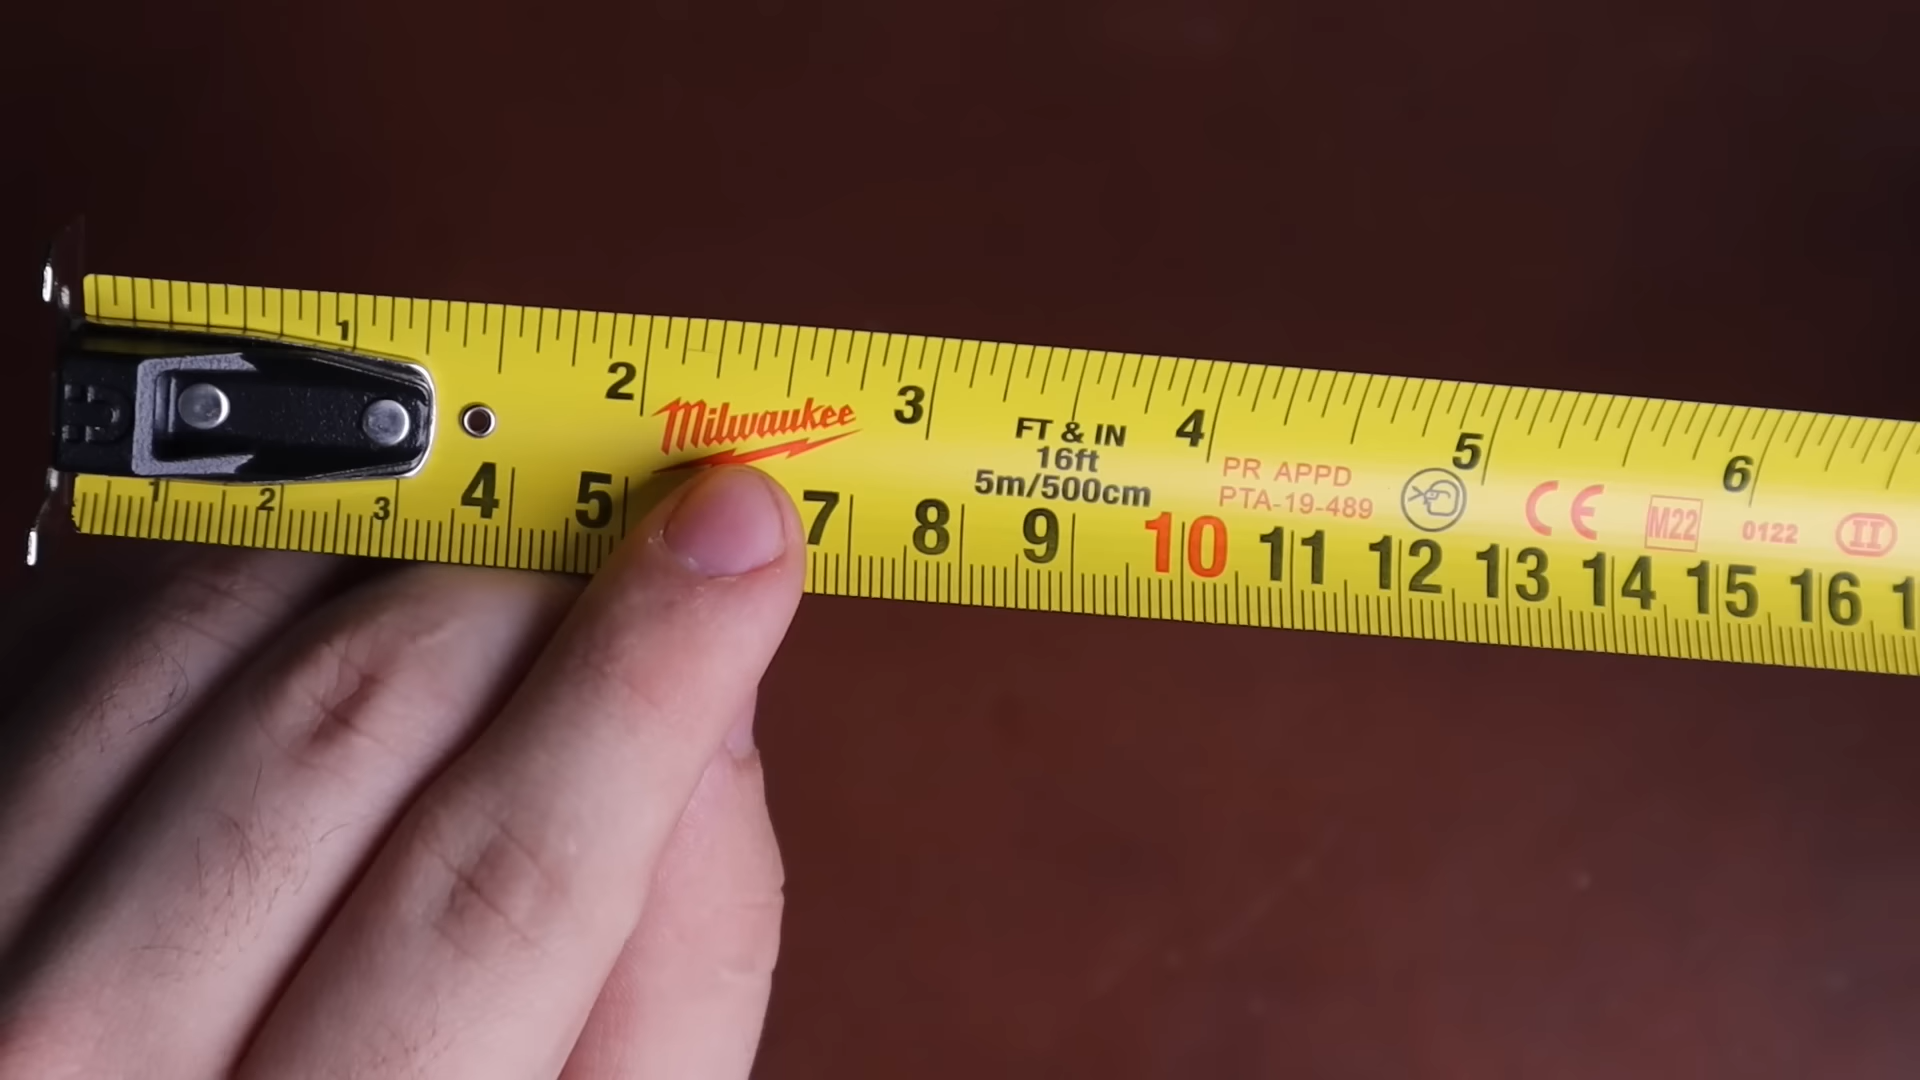 1 2 3 4 5 6
Milwaukee
FT & IN
16ft
5m/500cm
PR APPD
PTA-19-489
CE
M22
0122
II
1 2 3 4 5 7 8 9 10 11 12 13 14 15 16